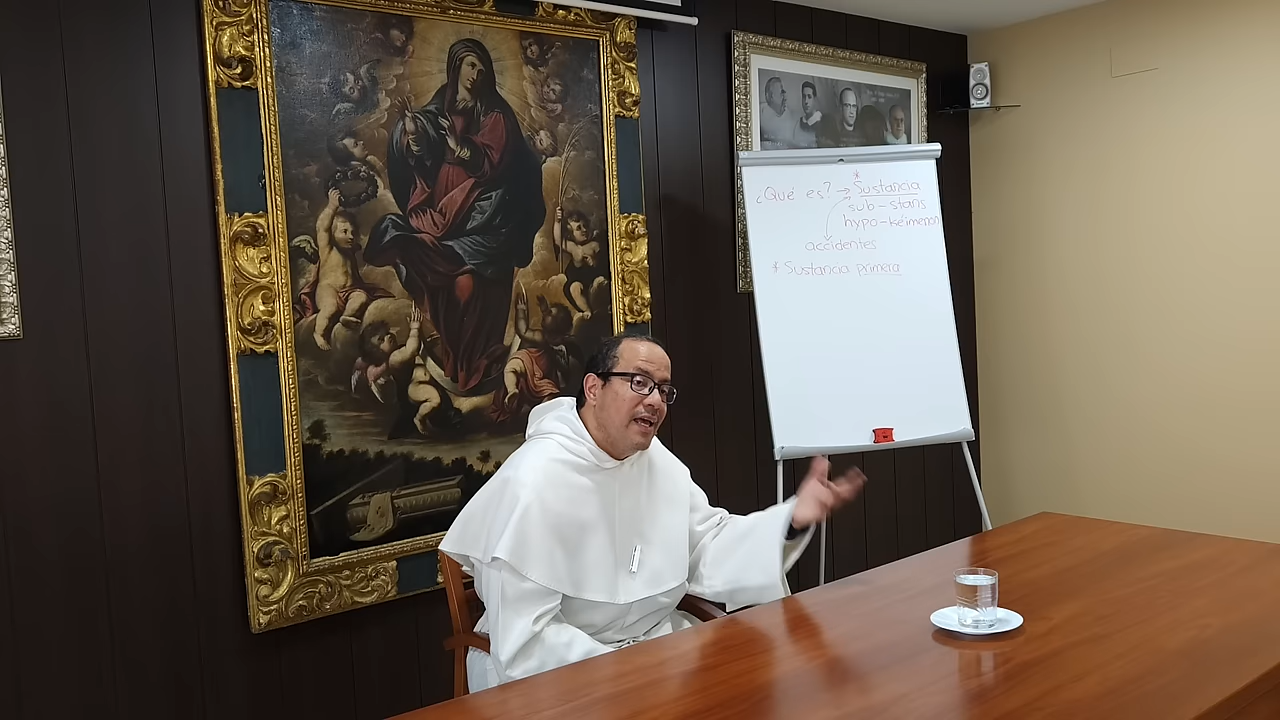 *
¿Qué es? → Sustancia
sub-stans
hypo-keimenon
accidentes
* Sustancia primera